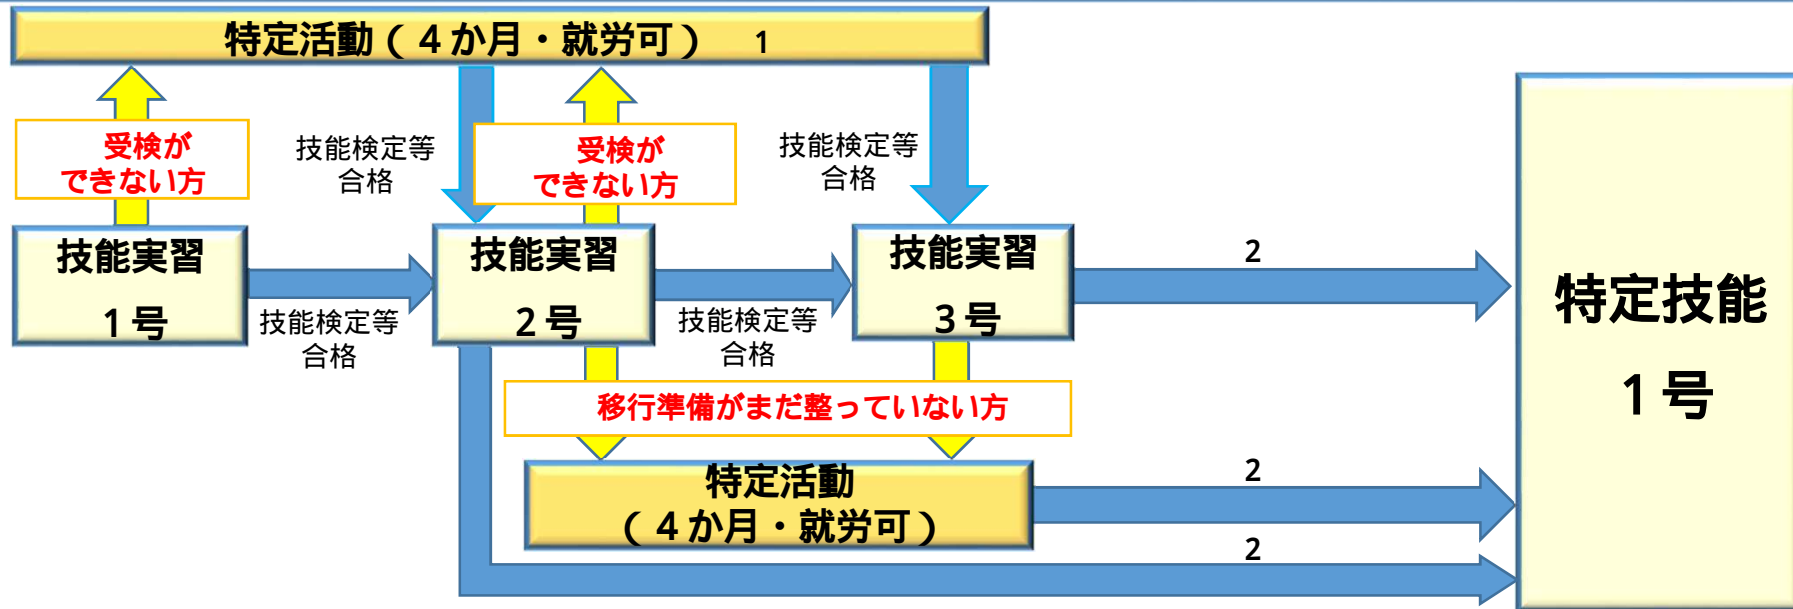 特定活動（４か月・就労可） 1
受検が
できない方
技能検定等
合格
受検が
できない方
技能検定等
合格
技能実習
１号
技能検定等
合格
技能実習
２号
技能検定等
合格
技能実習
３号
2
特定技能
１号
移行準備がまだ整っていない方
特定活動
（４か月・就労可）
2
2